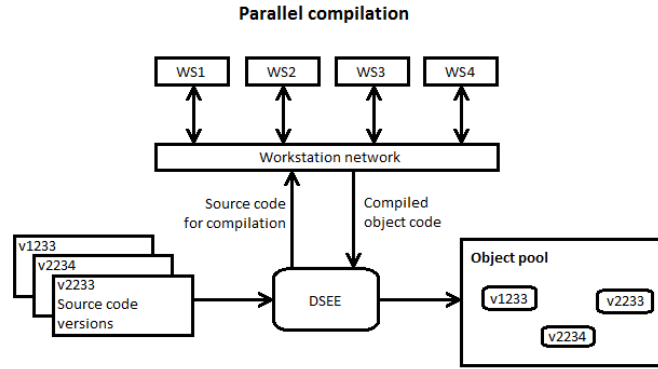 Parallel compilation
WS1
WS2
WS3
WS4
Workstation network
Source code
for compilation
Compiled
object code
v1233
v2234
v2233
Source code
versions
DSEE
Object pool
v1233
v2233
v2234